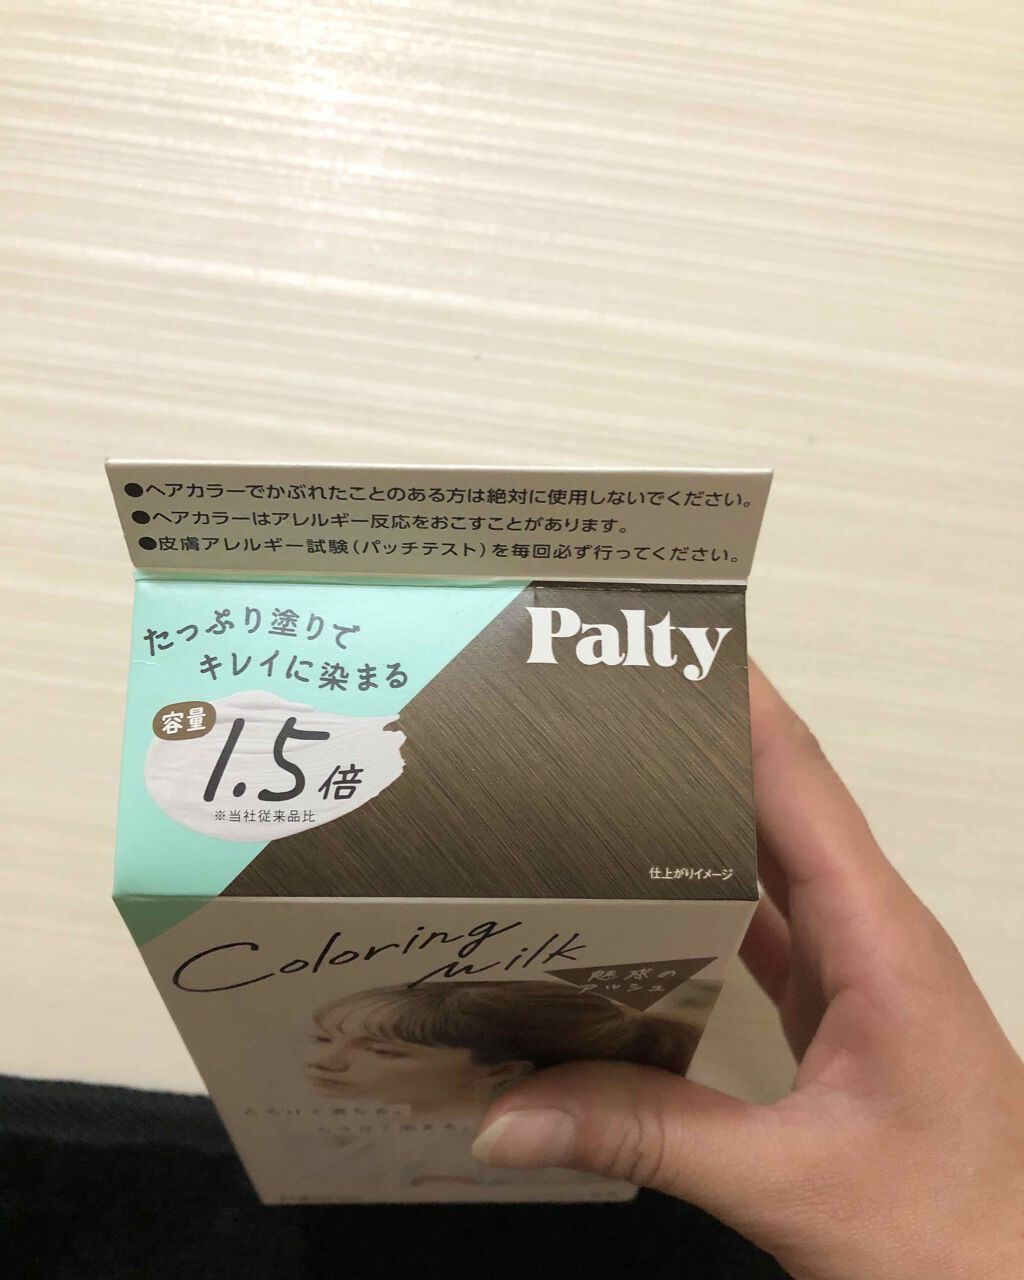 ●ヘアカラーでかぶれたことのある方は絶対に使用しないでください。
●ヘアカラーはアレルギー反応をおこすことがあります。
●皮膚アレルギー試験(パッチテスト)を毎回必ず行ってください。
たっぷり塗りで
キレイに染まる
Palty
容量
1.5倍
※当社従来品比
仕上がりイメージ
Coloring
Milk
魅惑の
アルシュ